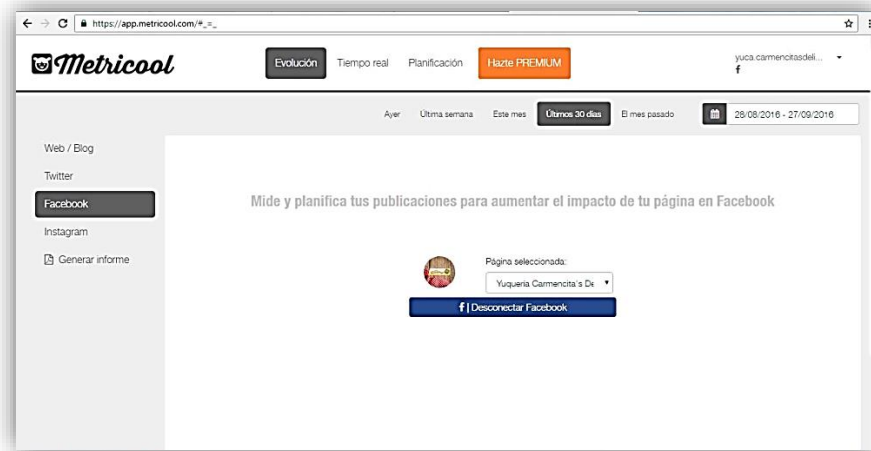 https://app.metricool.com/#_=_
Metricool
Evolución Tiempo real Planificación Hazte PREMIUM
yuca.carmencitasdeli...
f
Ayer Última semana Este mes Últimos 30 días El mes pasado 28/08/2016 - 27/09/2016
Web / Blog
Twitter
Facebook
Instagram
Generar informe
Mide y planifica tus publicaciones para aumentar el impacto de tu página en Facebook
Página seleccionada:
Yuqueria Carmencita's De
f | Desconectar Facebook